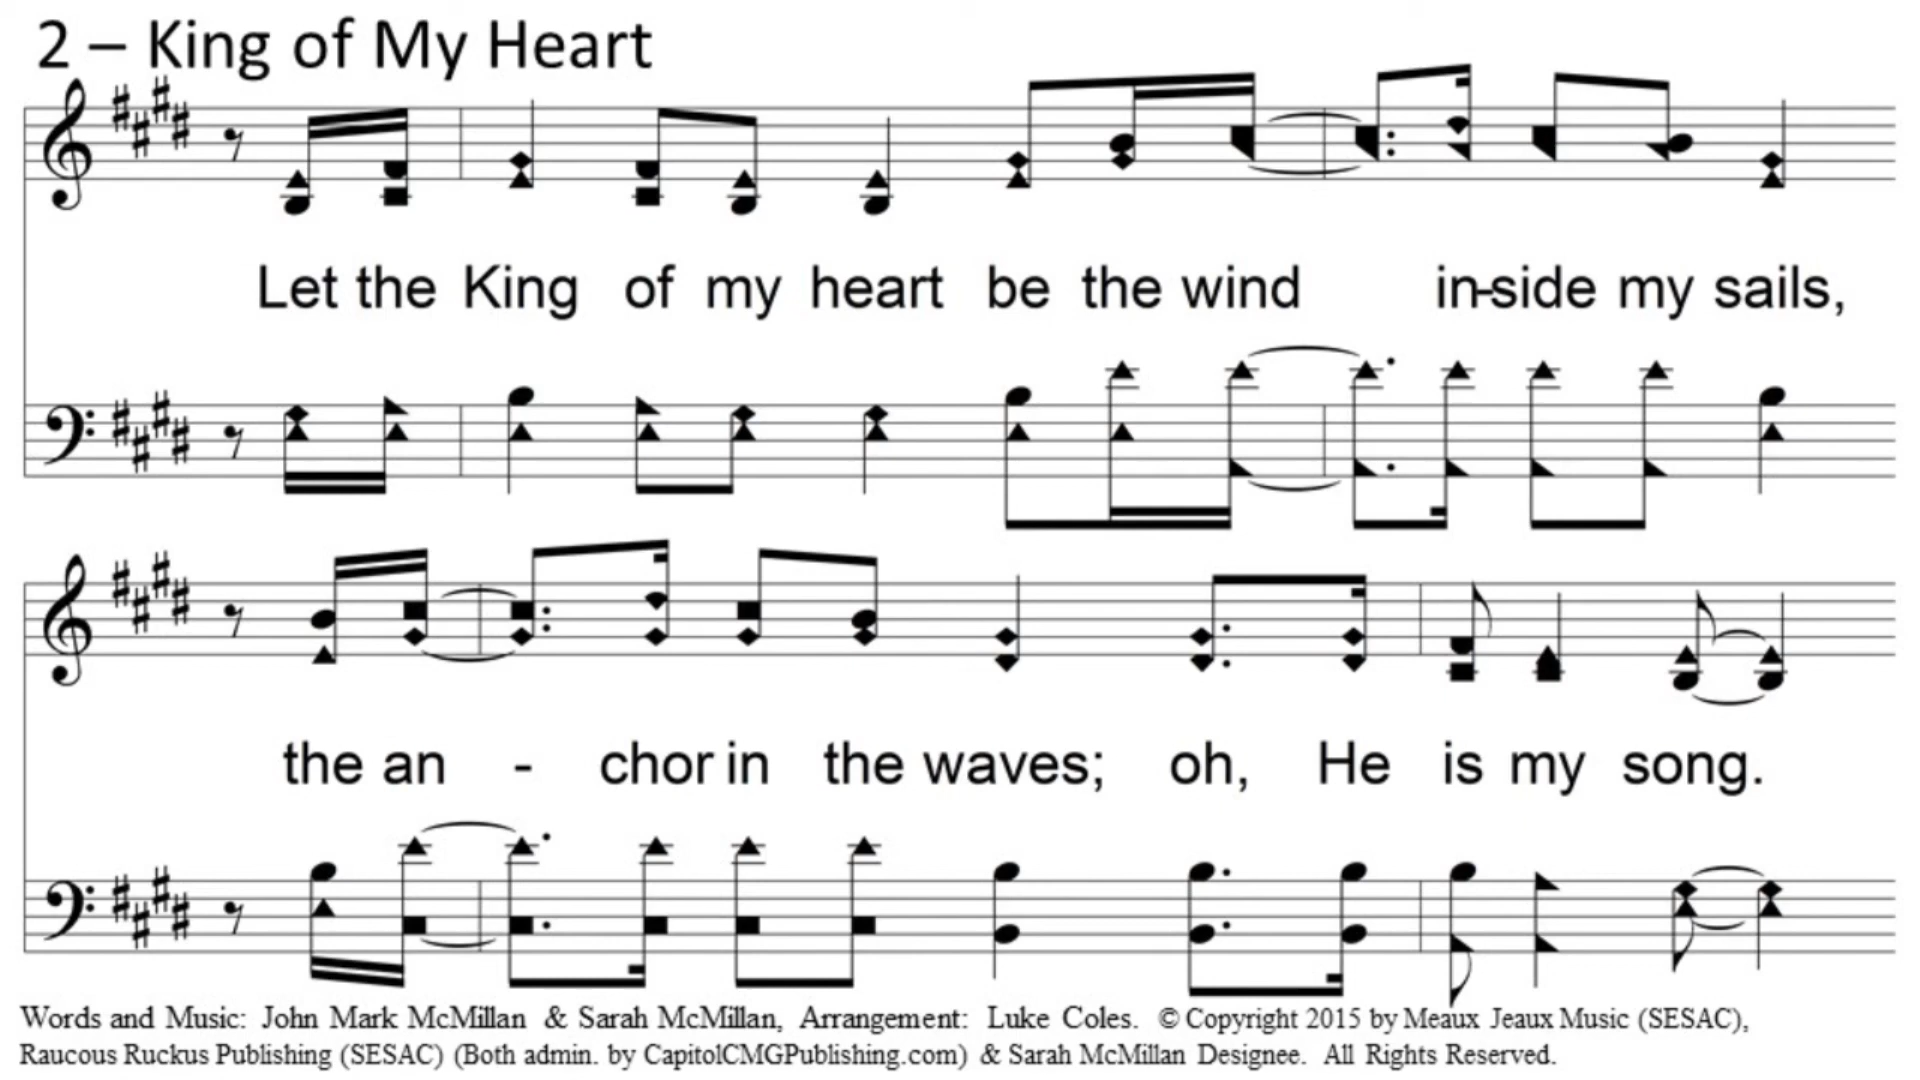 2 – King of My Heart
Let the King of my heart be the wind in-side my sails,
the an - chor in the waves; oh, He is my song.
Words and Music: John Mark McMillan & Sarah McMillan, Arrangement: Luke Coles. © Copyright 2015 by Meaux Jeaux Music (SESAC),
Raucous Ruckus Publishing (SESAC) (Both admin. by CapitolCMGPublishing.com) & Sarah McMillan Designee. All Rights Reserved.